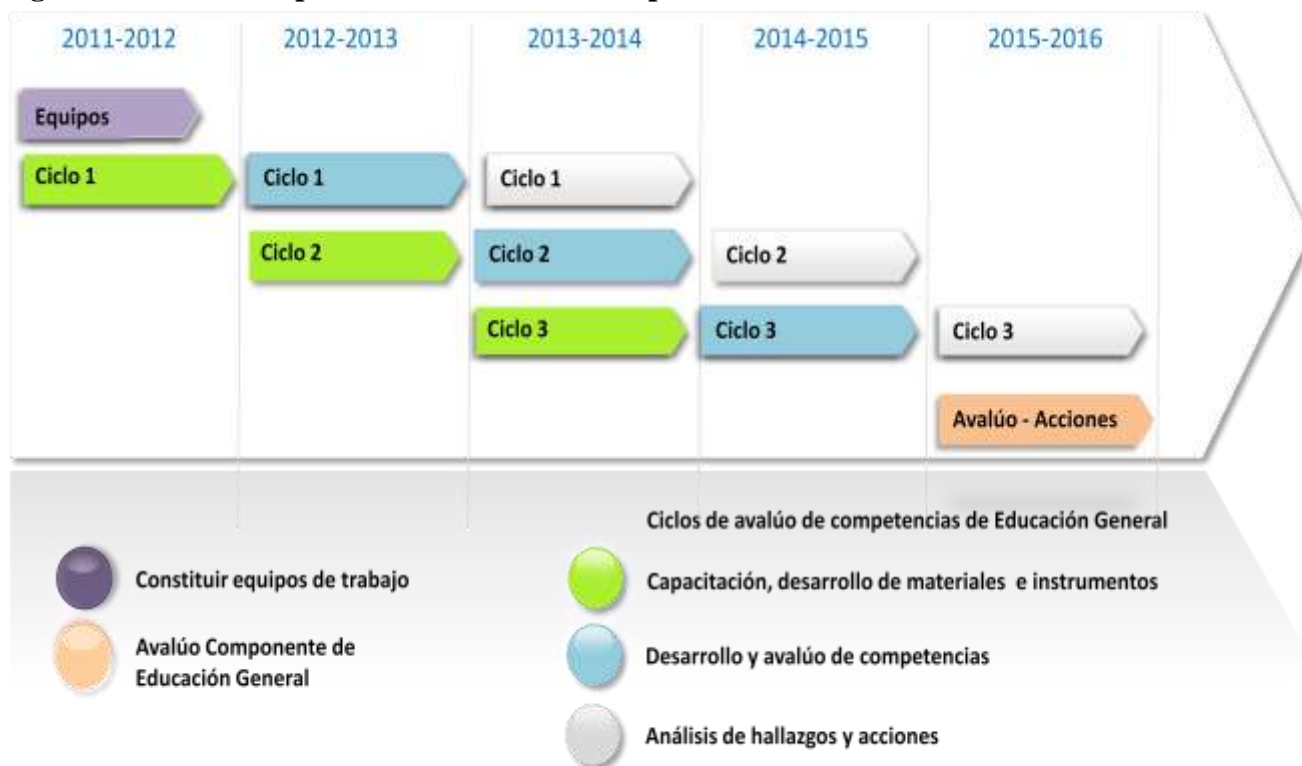 2011-2012 2012-2013 2013-2014 2014-2015 2015-2016
Equipos
Ciclo 1 Ciclo 1 Ciclo 1
Ciclo 2 Ciclo 2 Ciclo 2
Ciclo 3 Ciclo 3 Ciclo 3
Avalúo - Acciones
Ciclos de avalúo de competencias de Educación General
Constituir equipos de trabajo
Capacitación, desarrollo de materiales e instrumentos
Avalúo Componente de
Educación General
Desarrollo y avalúo de competencias
Análisis de hallazgos y acciones